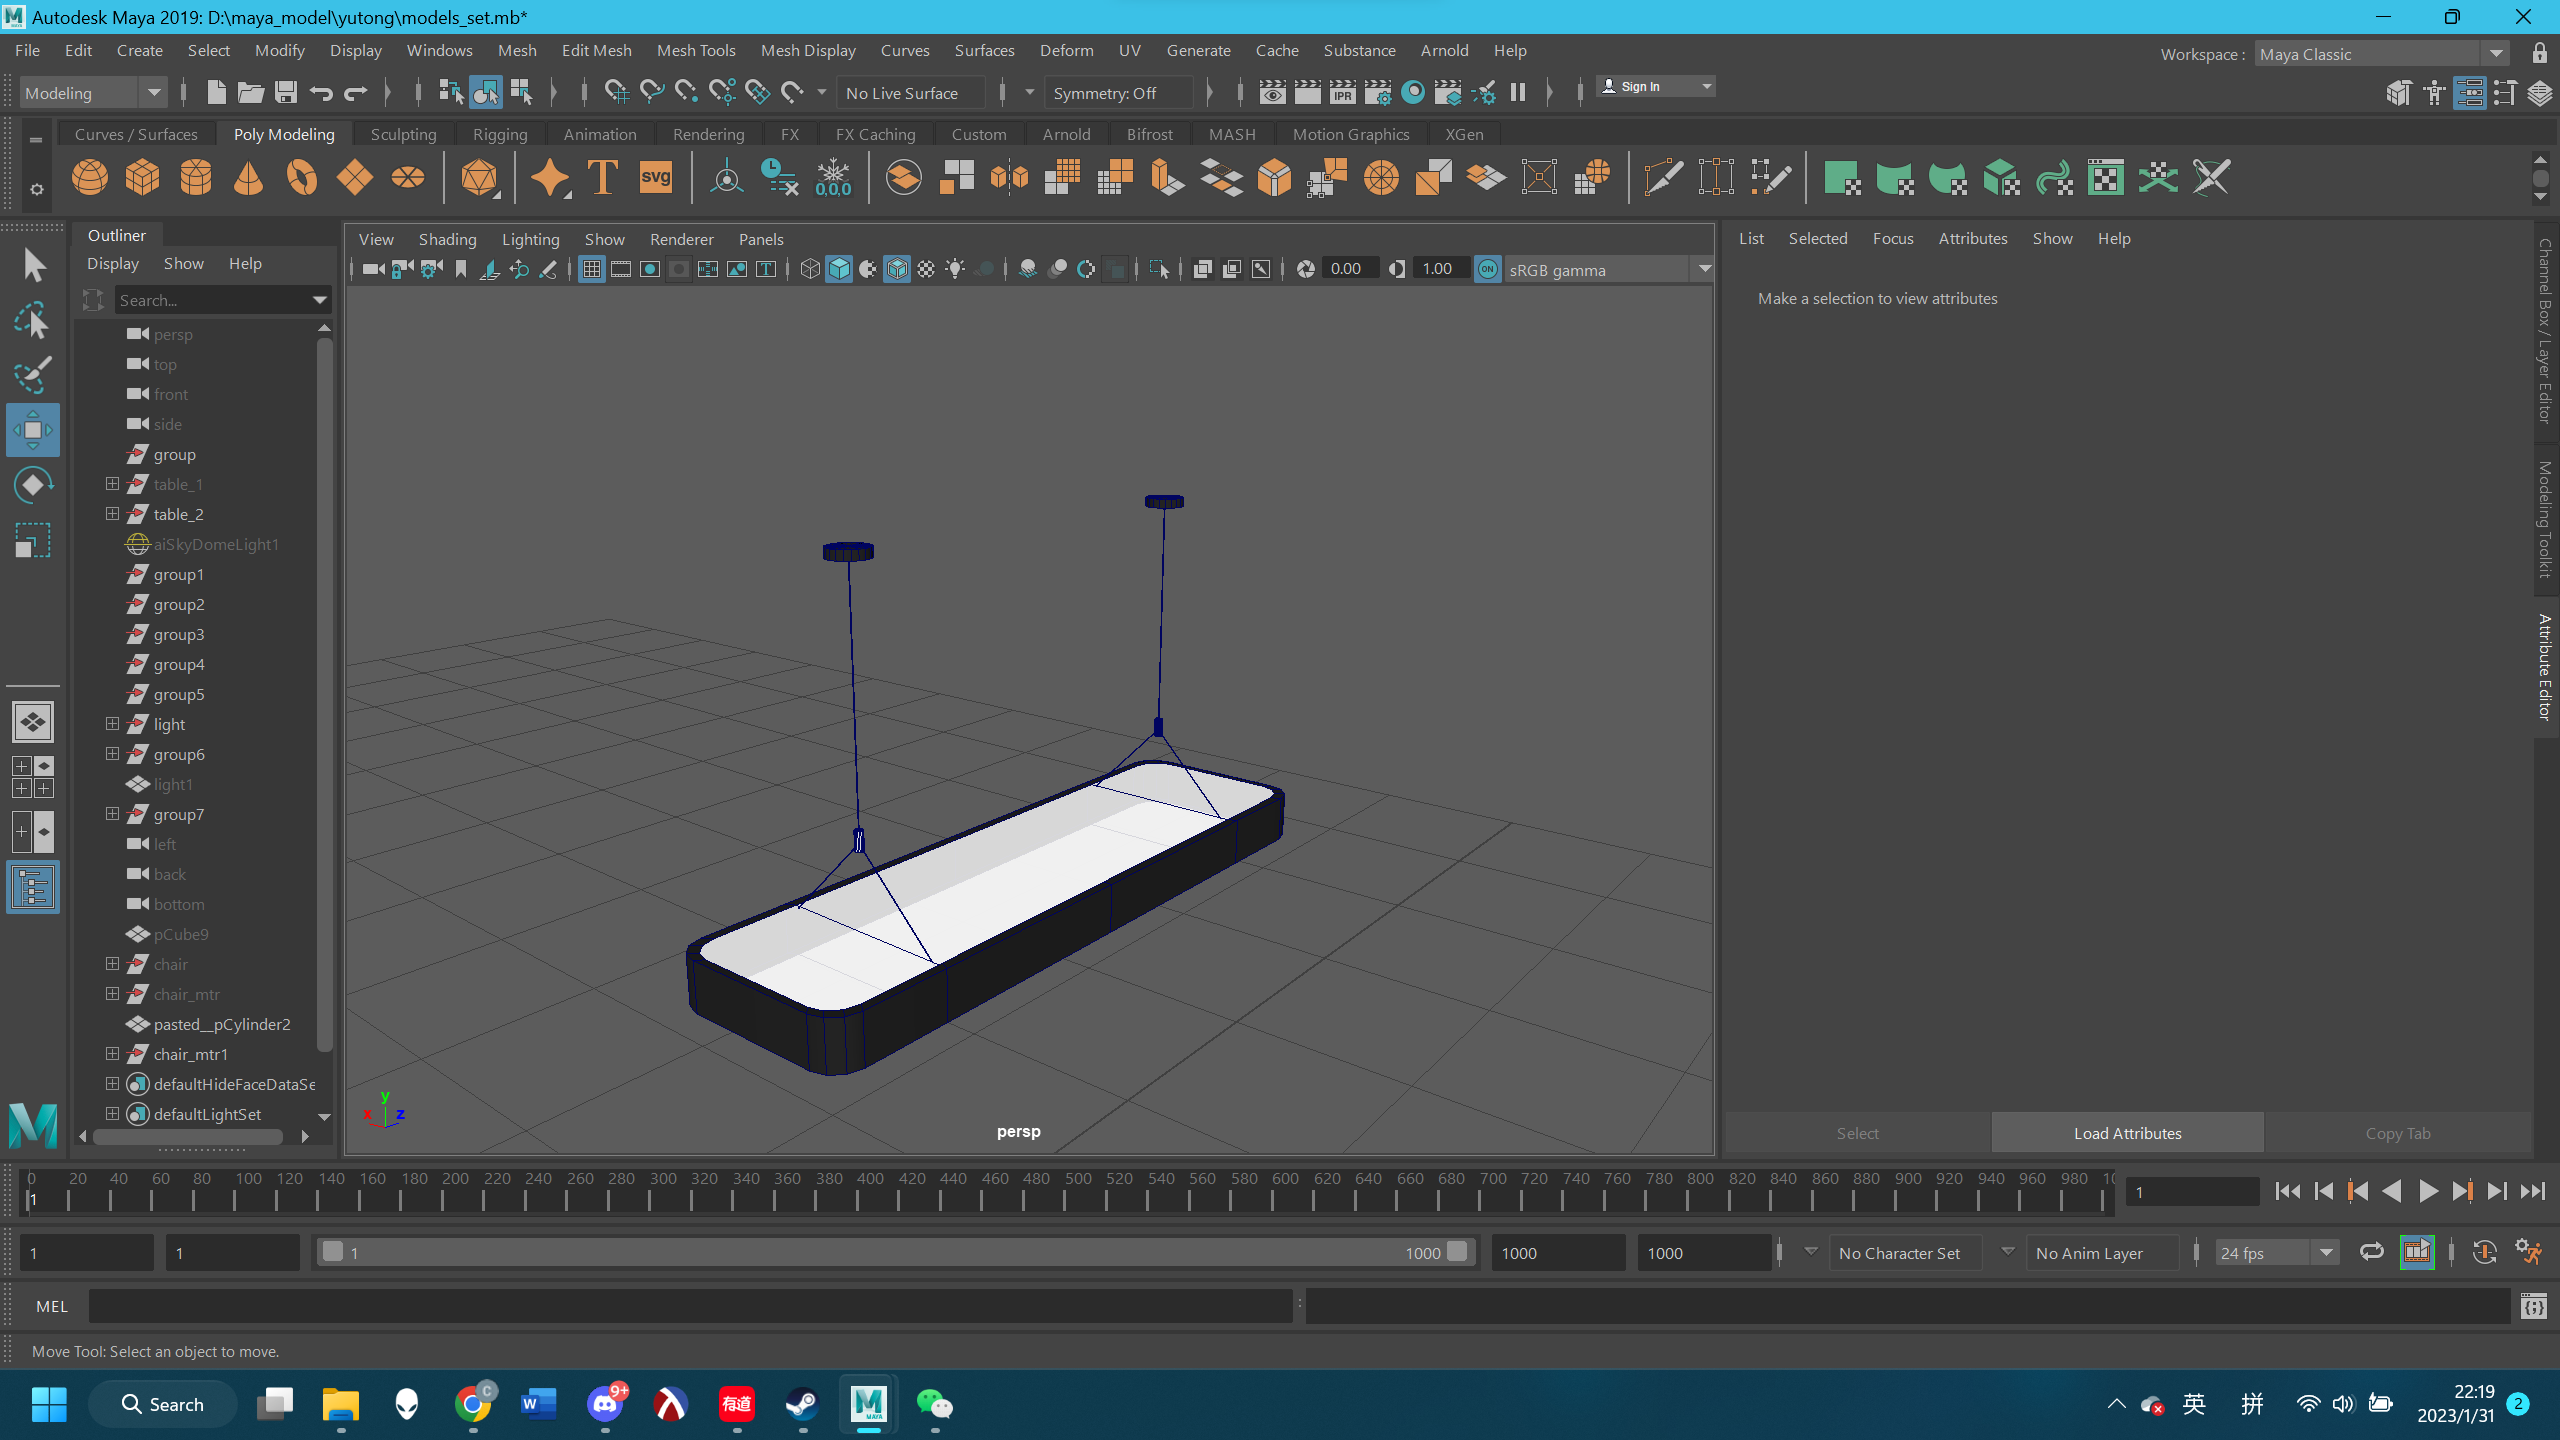 Autodesk Maya 2019: D:\maya_model\yutong\models_set.mb*
File Edit Create Select Modify Display Windows Mesh Edit Mesh Mesh Tools Mesh Display Curves Surfaces Deform UV Generate Cache Substance Arnold Help
Workspace : Maya Classic
Modeling No Live Surface Symmetry: Off IPR Sign In
Curves / Surfaces Poly Modeling Sculpting Rigging Animation Rendering FX FX Caching Custom Arnold Bifrost MASH Motion Graphics XGen
T svg 0,0,0
Outliner
Display Show Help
Search...
persp
top
front
side
group
table_1
table_2
aiSkyDomeLight1
group1
group2
group3
group4
group5
light
group6
light1
group7
left
back
bottom
pCube9
chair
chair_mtr
pasted__pCylinder2
chair_mtr1
defaultHideFaceDataSe
defaultLightSet
View Shading Lighting Show Renderer Panels
0.00 1.00 ON sRGB gamma
y
x z
persp
List Selected Focus Attributes Show Help
Make a selection to view attributes
Channel Box / Layer Editor
Modeling Toolkit
Attribute Editor
Select Load Attributes Copy Tab
0 20 40 60 80 100 120 140 160 180 200 220 240 260 280 300 320 340 360 380 400 420 440 460 480 500 520 540 560 580 600 620 640 660 680 700 720 740 760 780 800 820 840 860 880 900 920 940 960 980 10
1
1
1 1 1 1000 1000 1000 No Character Set No Anim Layer 24 fps
MEL
Move Tool: Select an object to move.
Search 9+ C W 有道 M MAYA 英 拼 22:19
2023/1/31 2